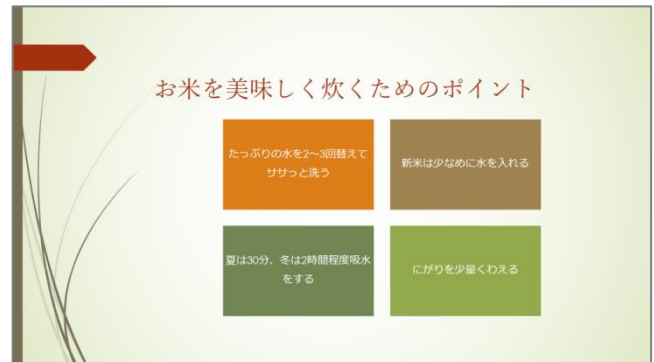 お米を美味しく炊くためのポイント
たっぷりの水を2～3回替えて
ササっと洗う
新米は少なめに水を入れる
夏は30分、冬は2時間程度吸水
をする
にがりを少量くわえる